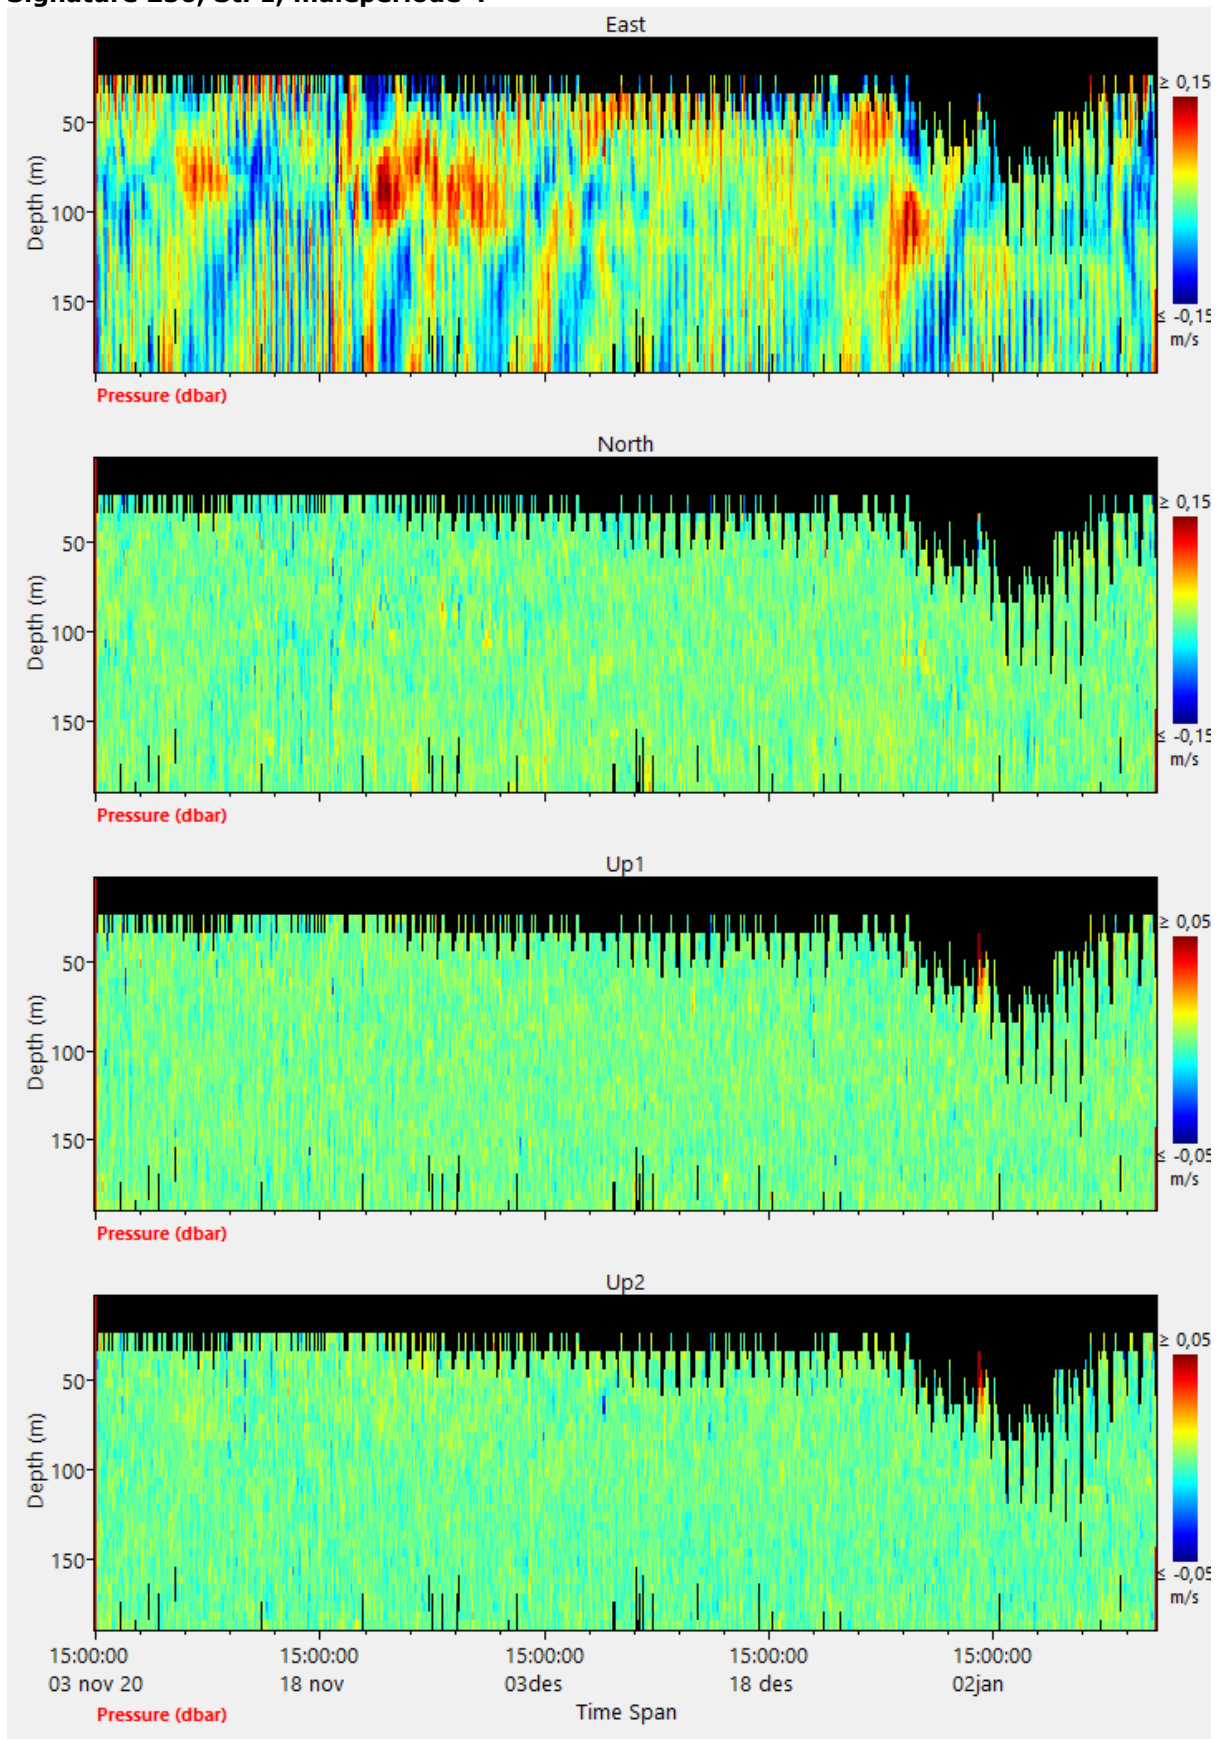 East
≥ 0,15
50
100
150
Depth (m)
≤ -0,15
m/s
Pressure (dbar)
North
≥ 0,15
50
100
150
Depth (m)
≤ -0,15
m/s
Pressure (dbar)
Up1
≥ 0,05
50
100
150
Depth (m)
≤ -0,05
m/s
Pressure (dbar)
Up2
≥ 0,05
50
100
150
Depth (m)
≤ -0,05
m/s
15:00:00 15:00:00 15:00:00 15:00:00 15:00:00
03 nov 20 18 nov 03des 18 des 02jan
Pressure (dbar) Time Span